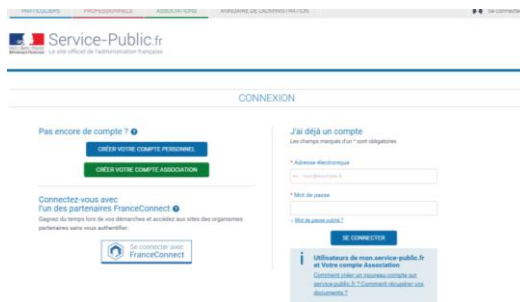 PARTICULIERS PROFESSIONNELS ASSOCIATIONS ANNUAIRE DE L'ADMINISTRATION Se connecter
Service-Public.fr
Le site officiel de l'administration française
CONNEXION
Pas encore de compte ?
CRÉER VOTRE COMPTE PERSONNEL
CRÉER VOTRE COMPTE ASSOCIATION
Connectez-vous avec
l'un des partenaires FranceConnect
Gagnez du temps lors de vos démarches et accédez aux sites des organismes
partenaires sans vous authentifier.
Se connecter avec
FranceConnect
J'ai déjà un compte
Les champs marqués d'un * sont obligatoires
* Adresse électronique
* Mot de passe
Mot de passe oublié ?
SE CONNECTER
i
Utilisateurs de mon.service-public.fr
et Votre compte Association
Comment créer un nouveau compte sur
service-public.fr ? Comment récupérer vos
documents ?